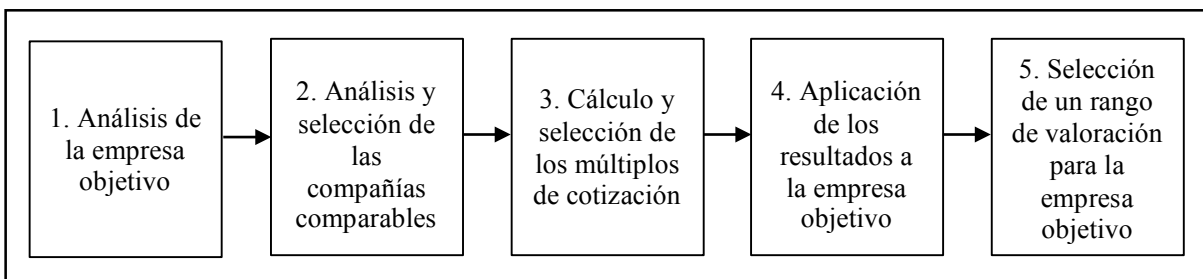 1. Análisis de
la empresa
objetivo
2. Análisis y
selección de
las
compañías
comparables
3. Cálculo y
selección de
los múltiplos
de cotización
4. Aplicación
de los
resultados a
la empresa
objetivo
5. Selección
de un rango
de valoración
para la
empresa
objetivo